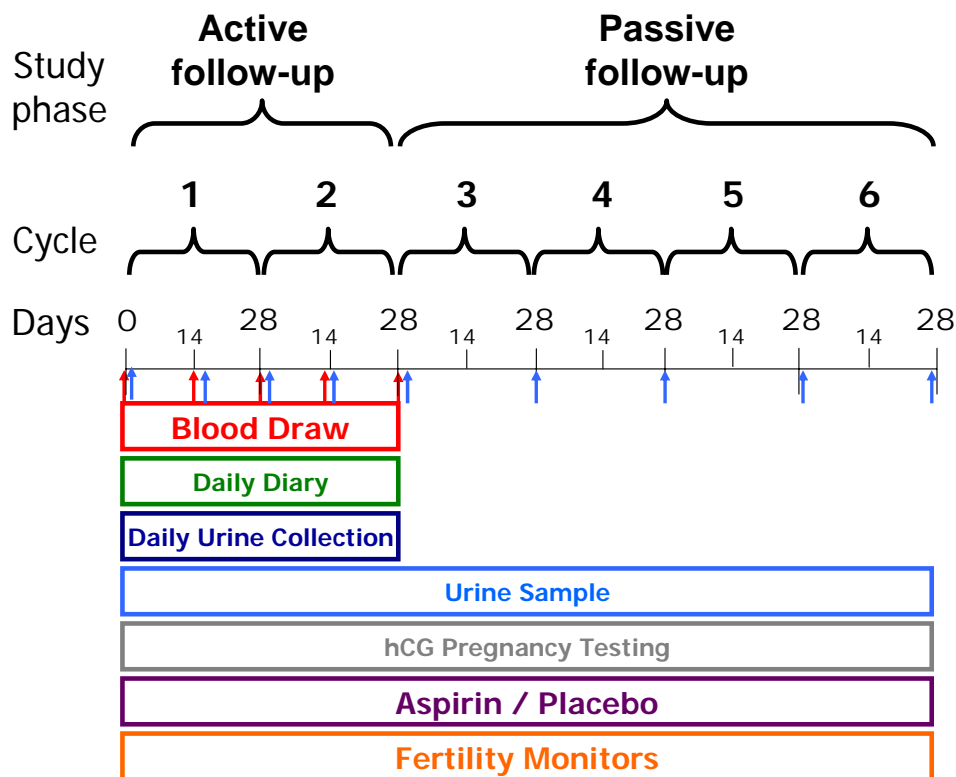 Active
follow-up
Passive
follow-up
Study
phase
1 2 3 4 5 6
Cycle
Days 0 14 28 14 28 14 28 14 28 14 28 14 28
Blood Draw
Daily Diary
Daily Urine Collection
Urine Sample
hCG Pregnancy Testing
Aspirin / Placebo
Fertility Monitors